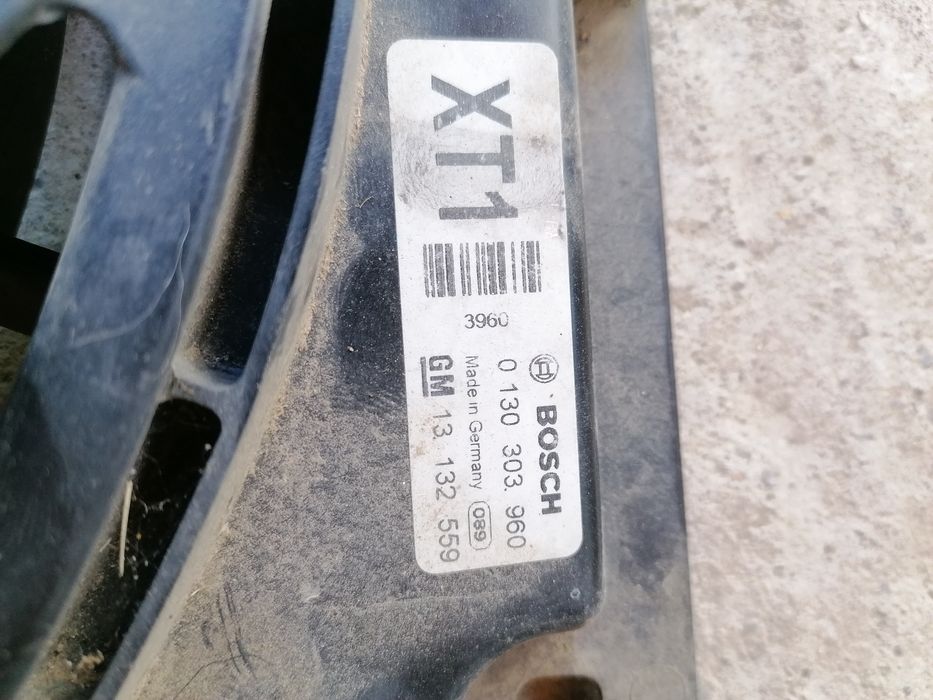 XT1
3960
BOSCH
0 130 303. 960
Made in Germany 089
GM 13 132 559